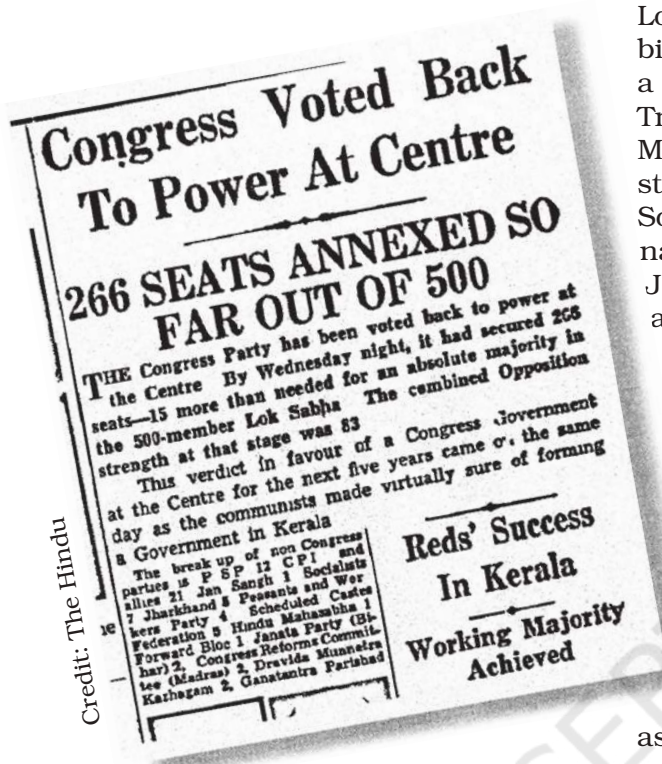 Congress Voted Back
To Power At Centre
266 SEATS ANNEXED SO
FAR OUT OF 500
THE Congress Party has been voted back to power at
the Centre By Wednesday night, it had secured 266
seats—15 more than needed for an absolute majority in
the 500-member Lok Sabha The combined Opposition
strength at that stage was 83
This verdict in favour of a Congress Government
at the Centre for the next five years came on the same
day as the communists made virtually sure of forming
a Government in Kerala
The break up of non Congress
parties is P S P 12 C P I and
allies 21 Jan Sangh 1 Socialists
7 Jharkhand 5 Peasants and Wor
kers Party 4 Scheduled Castes
Federation 5 Hindu Mahasabha 1
Forward Bloc 1 Janata Party (Bi-
har) 2, Congress Reforms Commit-
tee (Madras) 2, Dravida Munnetra
Kazhagam 2, Ganatantra Parishad
Reds' Success
In Kerala
Working Majority
Achieved
Credit: The Hindu
Lo
bi
a
Tr
M
st
So
na
J
a
as